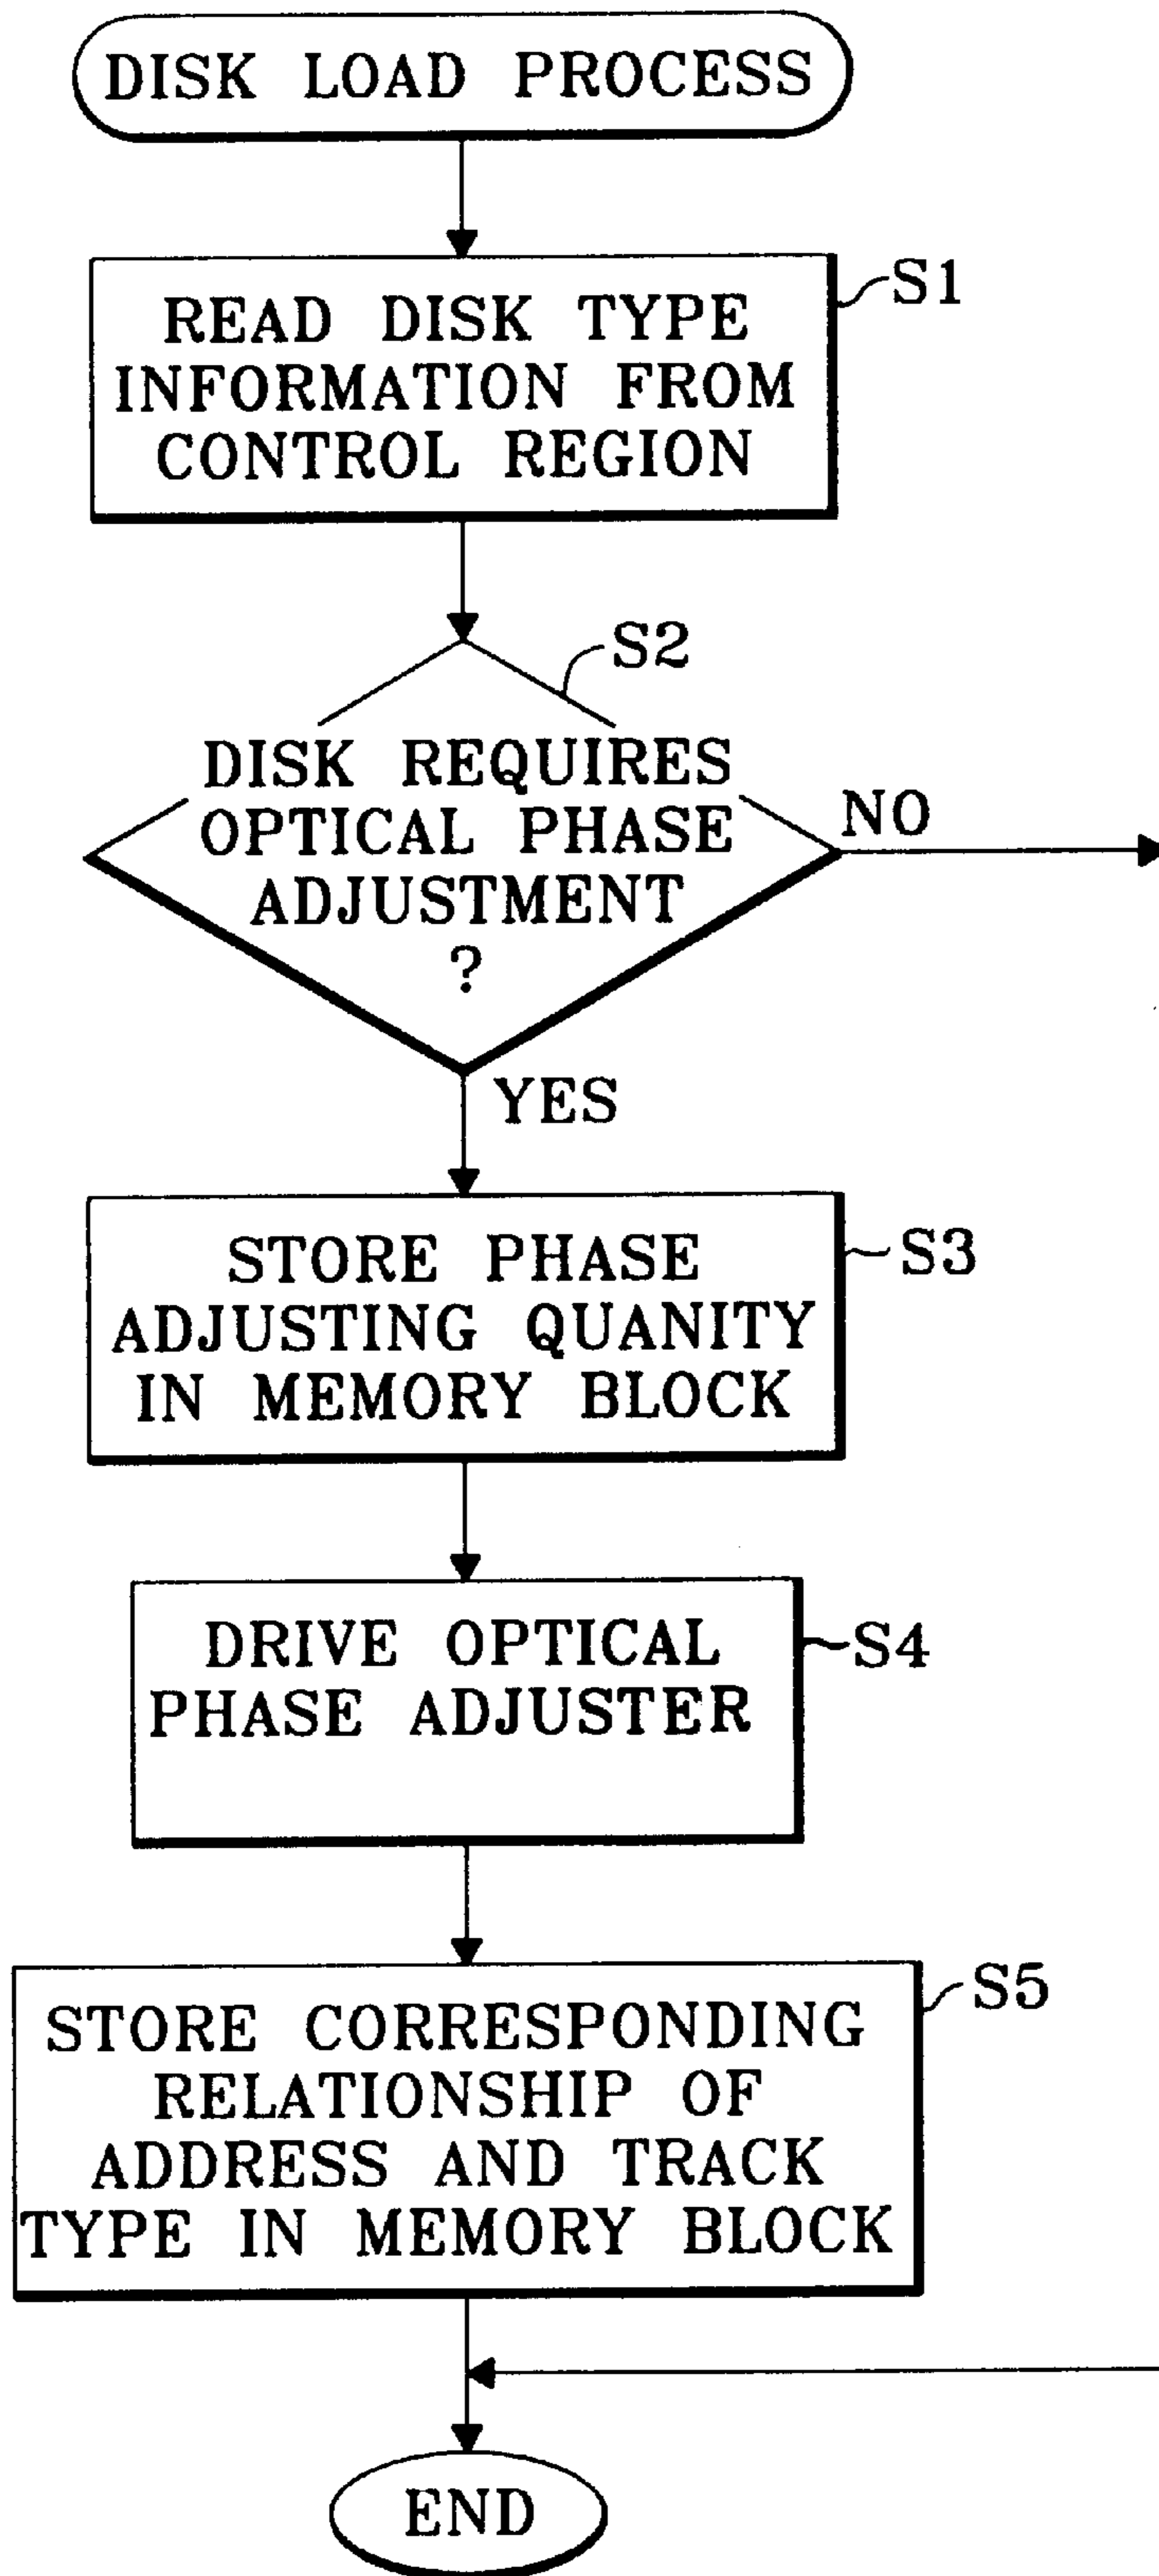 DISK LOAD PROCESS
S1
READ DISK TYPE
INFORMATION FROM
CONTROL REGION
S2
DISK REQUIRES
OPTICAL PHASE
ADJUSTMENT
?
NO
YES
S3
STORE PHASE
ADJUSTING QUANITY
IN MEMORY BLOCK
S4
DRIVE OPTICAL
PHASE ADJUSTER
S5
STORE CORRESPONDING
RELATIONSHIP OF
ADDRESS AND TRACK
TYPE IN MEMORY BLOCK
END